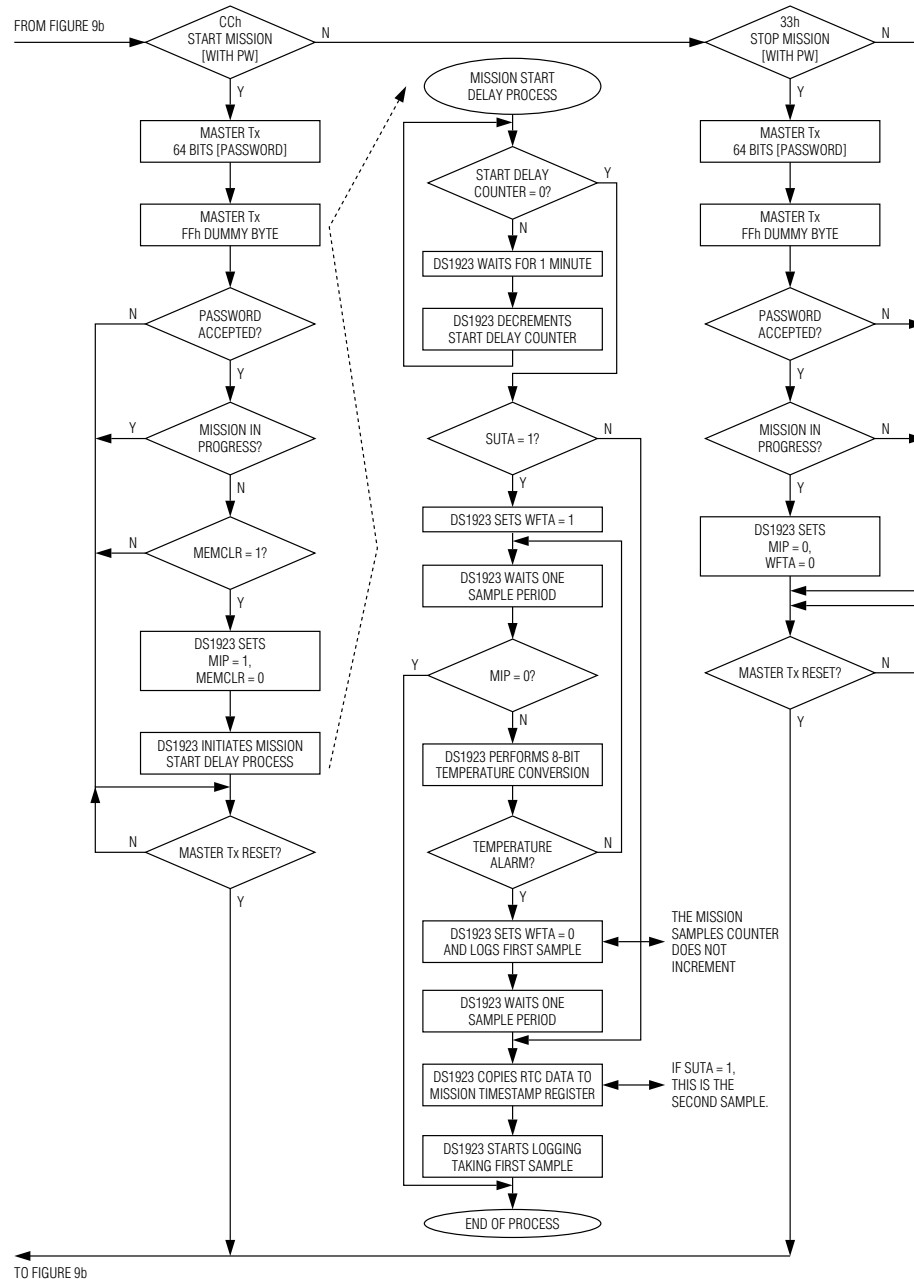 FROM FIGURE 9b
CCh
START MISSION
[WITH PW]
N
Y
MASTER Tx
64 BITS [PASSWORD]
MASTER Tx
FFh DUMMY BYTE
N
PASSWORD
ACCEPTED?
Y
Y
MISSION IN
PROGRESS?
N
N
MEMCLR = 1?
Y
DS1923 SETS
MIP = 1,
MEMCLR = 0
DS1923 INITIATES MISSION
START DELAY PROCESS
N
MASTER Tx RESET?
Y
MISSION START
DELAY PROCESS
START DELAY
COUNTER = 0?
Y
N
DS1923 WAITS FOR 1 MINUTE
DS1923 DECREMENTS
START DELAY COUNTER
SUTA = 1?
N
Y
DS1923 SETS WFTA = 1
DS1923 WAITS ONE
SAMPLE PERIOD
Y
MIP = 0?
N
DS1923 PERFORMS 8-BIT
TEMPERATURE CONVERSION
TEMPERATURE
ALARM?
N
Y
DS1923 SETS WFTA = 0
AND LOGS FIRST SAMPLE
THE MISSION
SAMPLES COUNTER
DOES NOT
INCREMENT
DS1923 WAITS ONE
SAMPLE PERIOD
DS1923 COPIES RTC DATA TO
MISSION TIMESTAMP REGISTER
IF SUTA = 1,
THIS IS THE
SECOND SAMPLE.
DS1923 STARTS LOGGING
TAKING FIRST SAMPLE
END OF PROCESS
33h
STOP MISSION
[WITH PW]
N
Y
MASTER Tx
64 BITS [PASSWORD]
MASTER Tx
FFh DUMMY BYTE
PASSWORD
ACCEPTED?
N
Y
MISSION IN
PROGRESS?
N
Y
DS1923 SETS
MIP = 0,
WFTA = 0
MASTER Tx RESET?
N
Y
TO FIGURE 9b